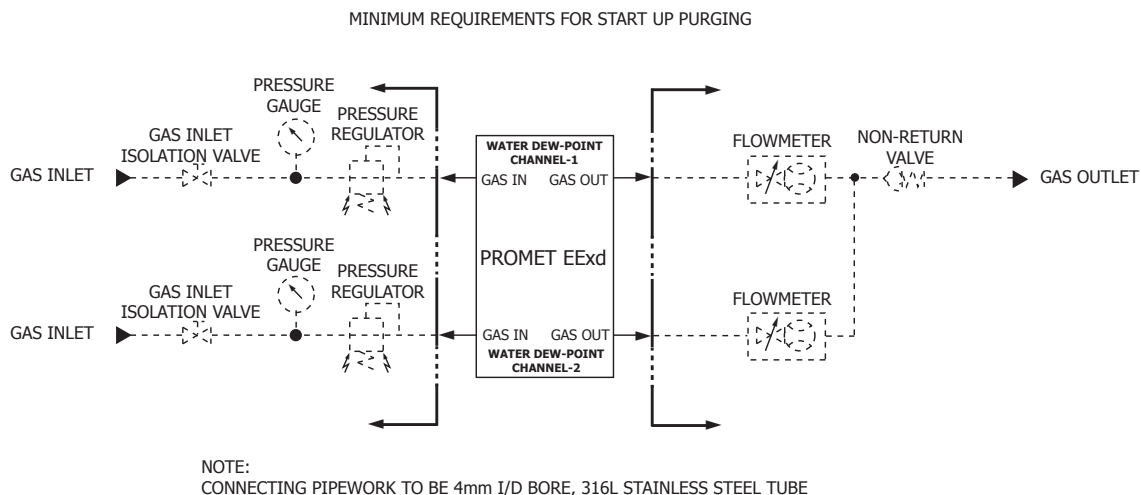 MINIMUM REQUIREMENTS FOR START UP PURGING
PRESSURE
GAUGE
PRESSURE
REGULATOR
GAS INLET
ISOLATION VALVE
GAS INLET
WATER DEW-POINT
CHANNEL-1
GAS IN
GAS OUT
FLOWMETER
NON-RETURN
VALVE
GAS OUTLET
PROMET EExd
PRESSURE
GAUGE
PRESSURE
REGULATOR
GAS INLET
ISOLATION VALVE
GAS INLET
GAS IN
GAS OUT
WATER DEW-POINT
CHANNEL-2
FLOWMETER
NOTE:
CONNECTING PIPEWORK TO BE 4mm I/D BORE, 316L STAINLESS STEEL TUBE